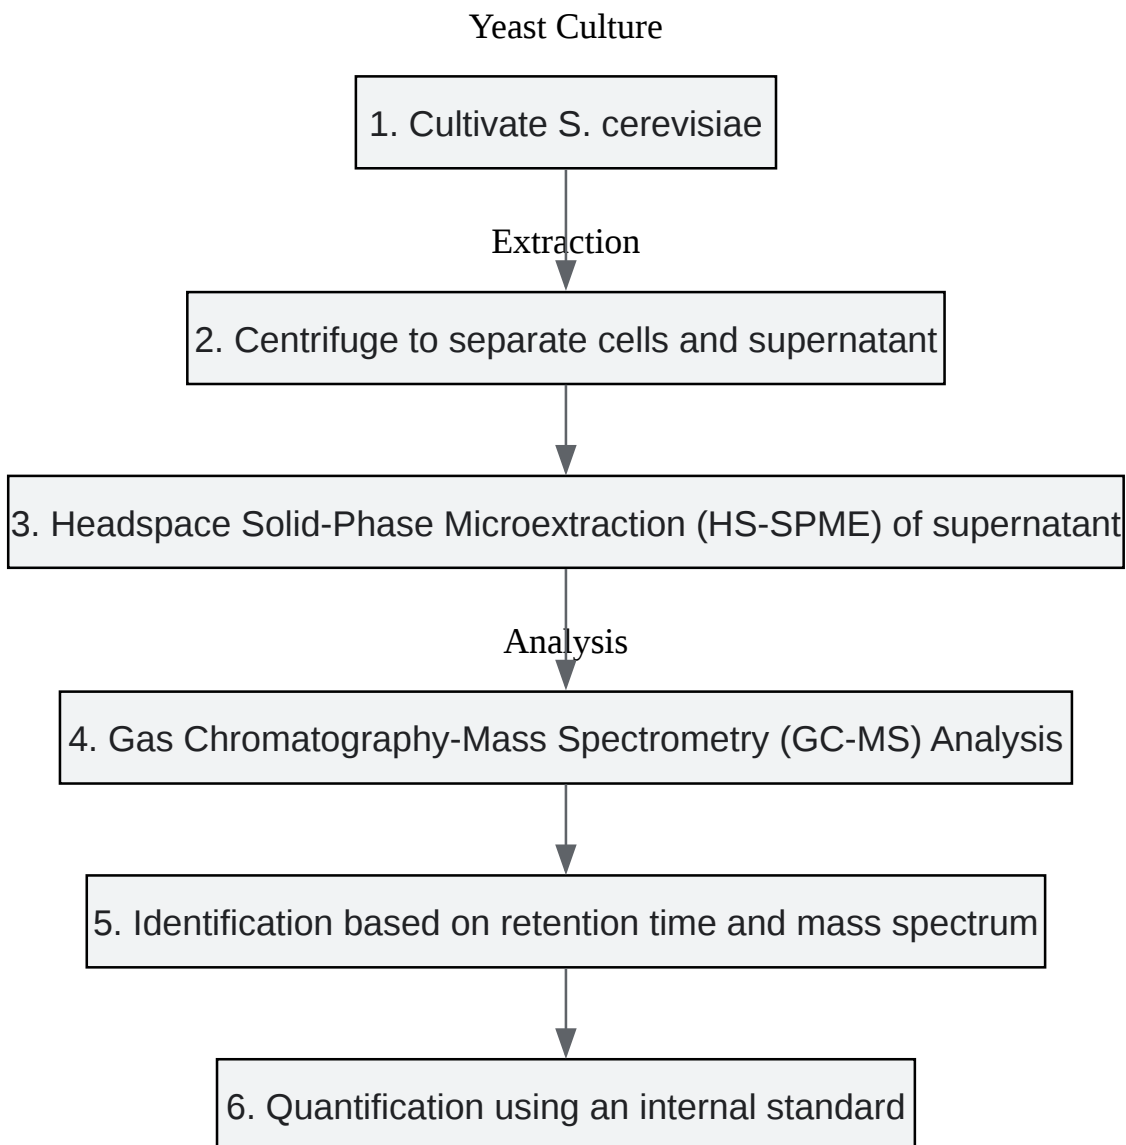 Yeast Culture
1. Cultivate S. cerevisiae
Extraction
2. Centrifuge to separate cells and supernatant
3. Headspace Solid-Phase Microextraction (HS-SPME) of supernatant
Analysis
4. Gas Chromatography-Mass Spectrometry (GC-MS) Analysis
5. Identification based on retention time and mass spectrum
6. Quantification using an internal standard